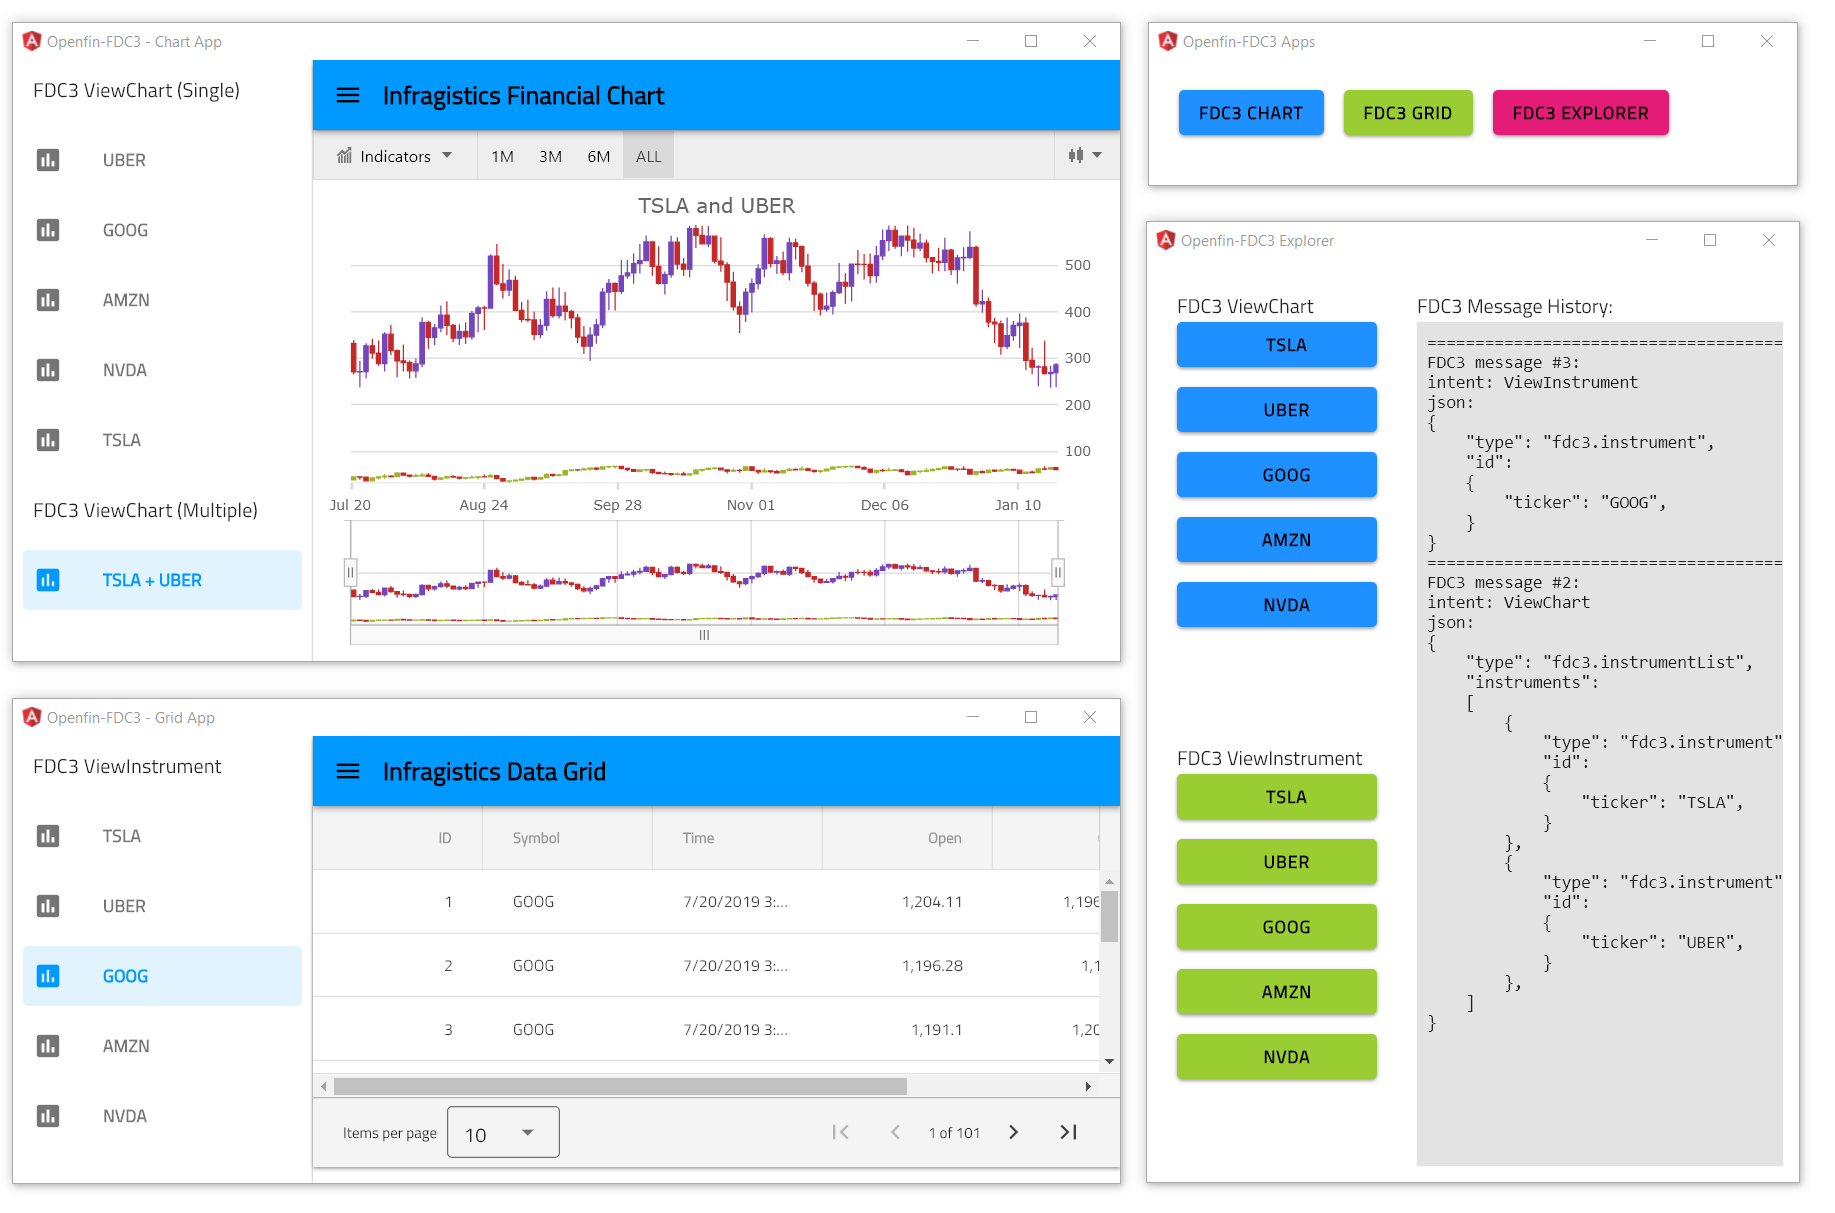 Openfin-FDC3 - Chart App
FDC3 ViewChart (Single)
UBER
GOOG
AMZN
NVDA
TSLA
FDC3 ViewChart (Multiple)
TSLA + UBER
Infragistics Financial Chart
Indicators 1M 3M 6M ALL
TSLA and UBER
500
400
300
200
100
Jul 20 Aug 24 Sep 28 Nov 01 Dec 06 Jan 10
Openfin-FDC3 Apps
FDC3 CHART FDC3 GRID FDC3 EXPLORER
Openfin-FDC3 - Grid App
FDC3 ViewInstrument
TSLA
UBER
GOOG
AMZN
NVDA
Infragistics Data Grid
ID Symbol Time Open
1 GOOG 7/20/2019 3:... 1,204.11 1,196
2 GOOG 7/20/2019 3:... 1,196.28 1,1
3 GOOG 7/20/2019 3:... 1,191.1 1,20
Items per page 10 1 of 101
Openfin-FDC3 Explorer
FDC3 ViewChart
TSLA
UBER
GOOG
AMZN
NVDA
FDC3 ViewInstrument
TSLA
UBER
GOOG
AMZN
NVDA
FDC3 Message History:
=====================================
FDC3 message #3:
intent: ViewInstrument
json:
{
    "type": "fdc3.instrument",
    "id":
    {
        "ticker": "GOOG",
    }
}
=====================================
FDC3 message #2:
intent: ViewChart
json:
{
    "type": "fdc3.instrumentList",
    "instruments":
    [
        {
            "type": "fdc3.instrument"
            "id":
            {
                "ticker": "TSLA",
            }
        },
        {
            "type": "fdc3.instrument"
            "id":
            {
                "ticker": "UBER",
            }
        },
    ]
}